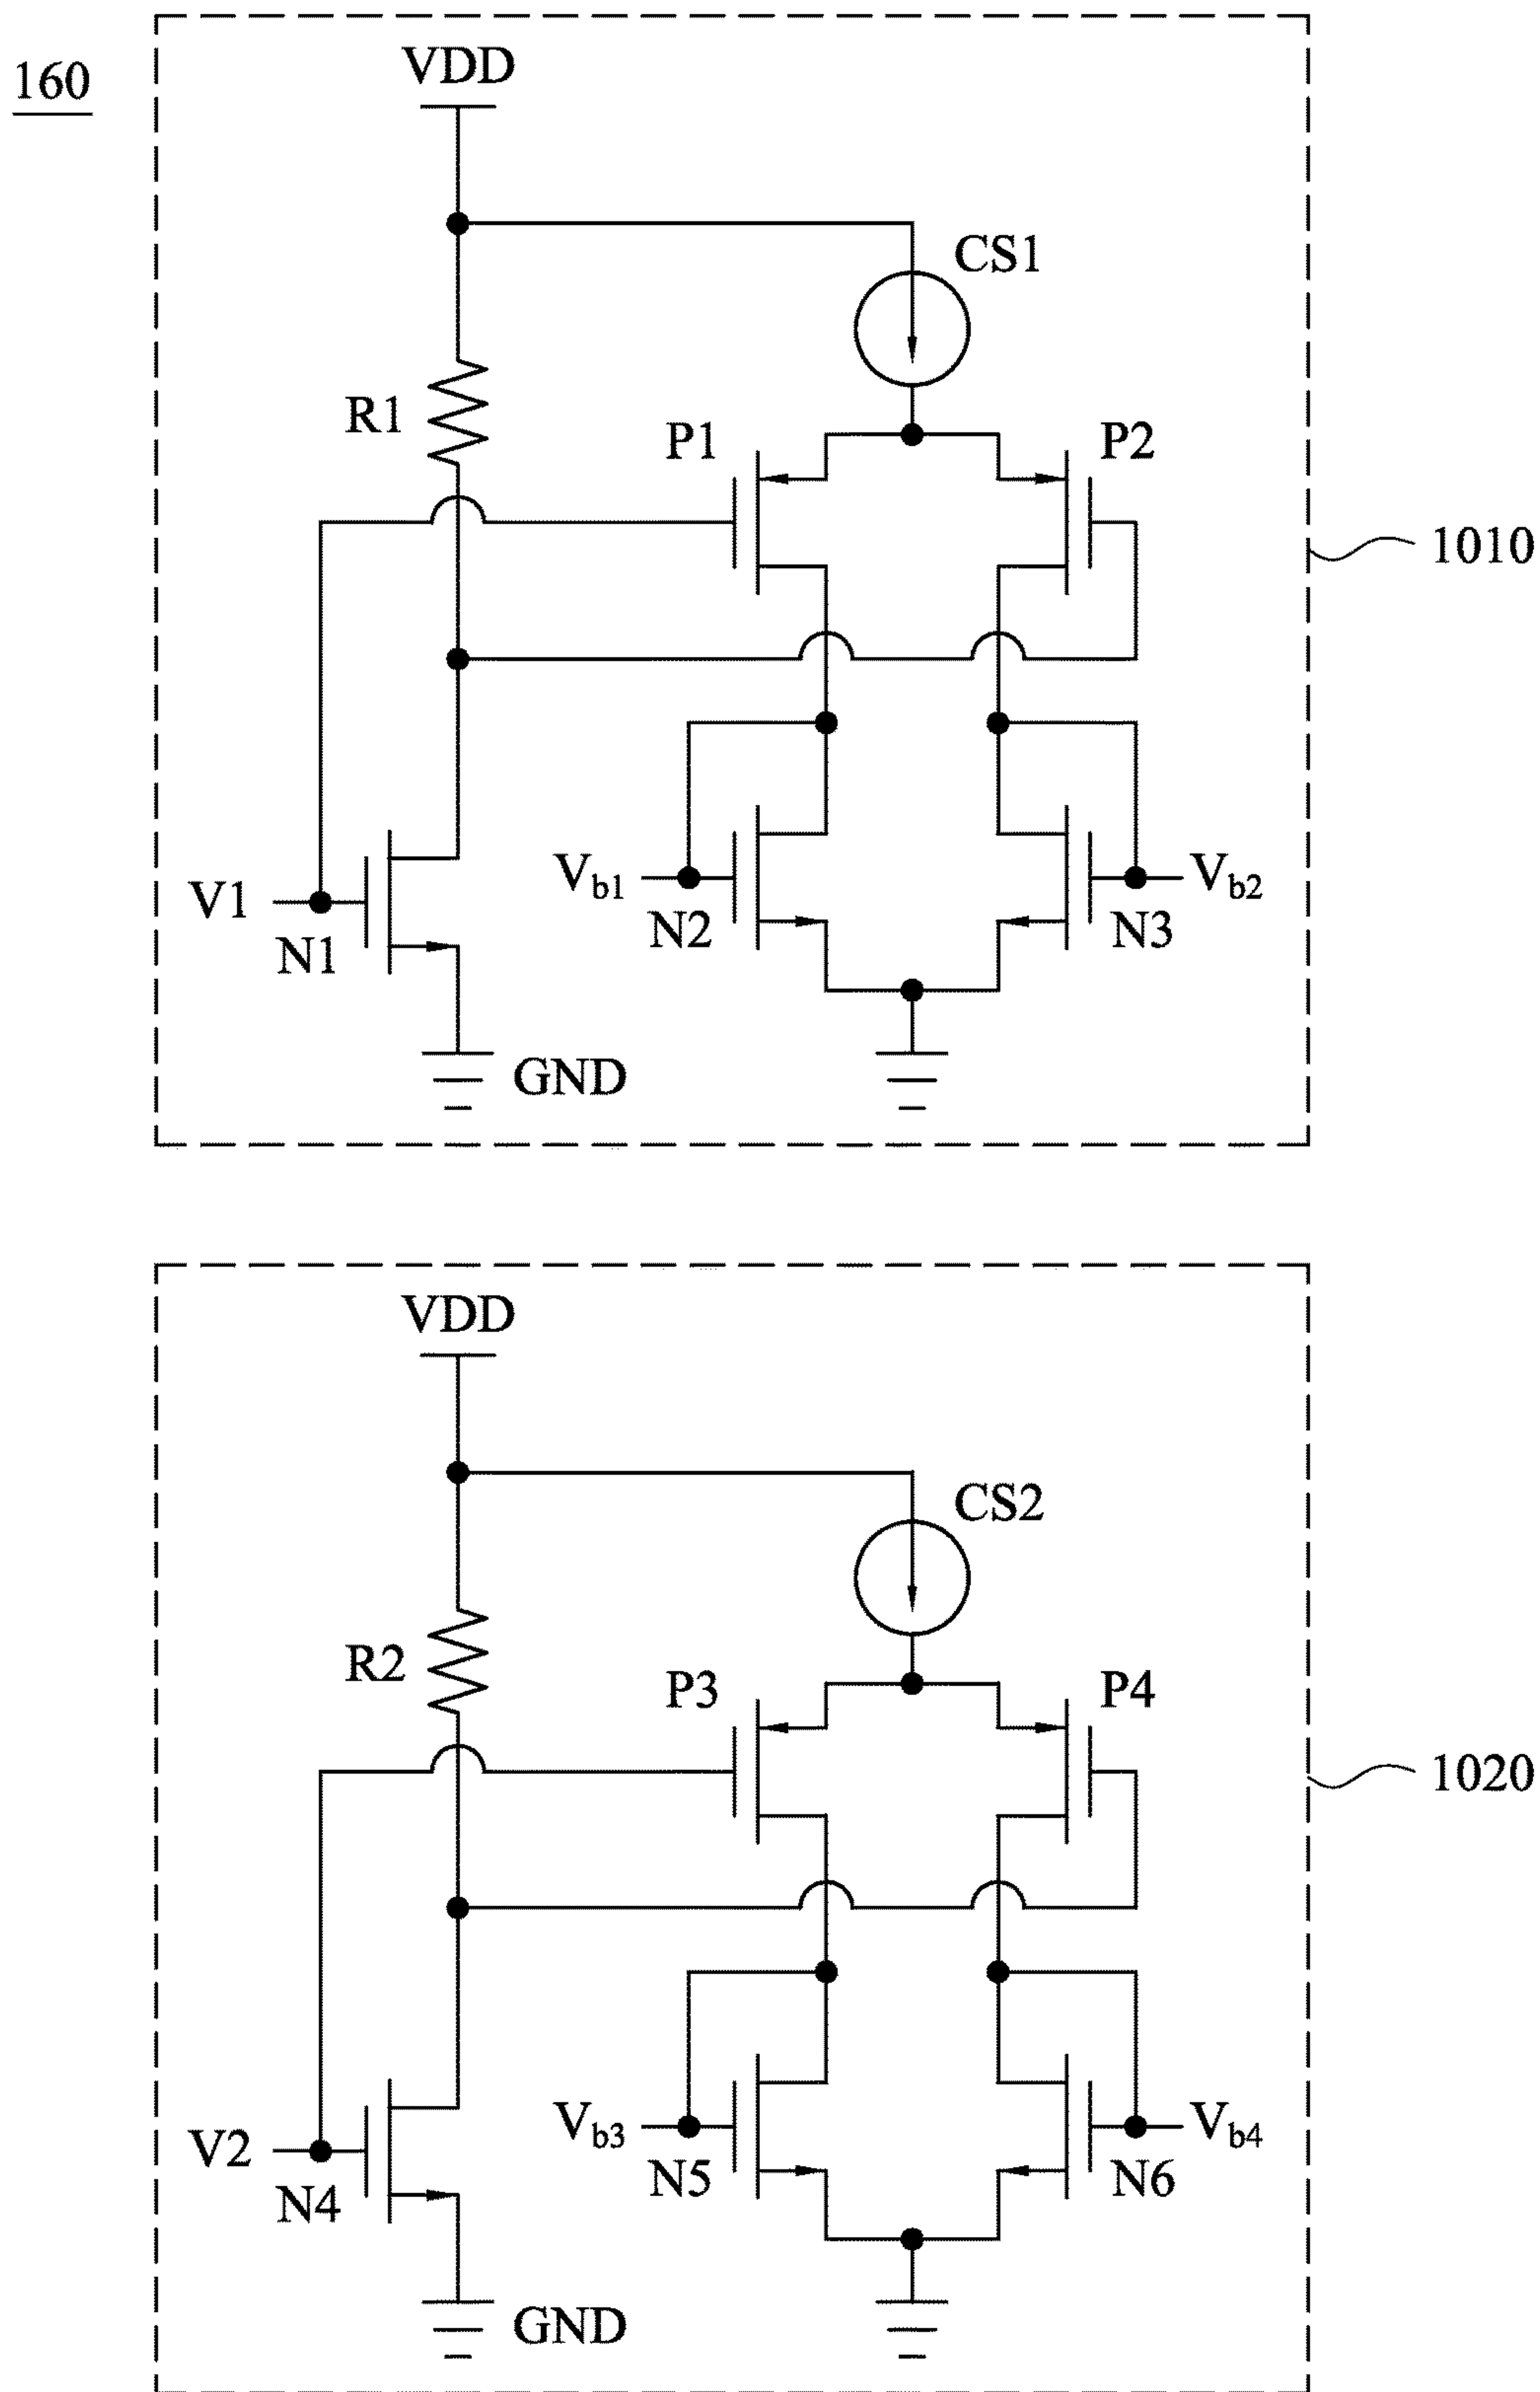 160
VDD
CS1
R1
P1
P2
1010
V1
N1
Vb1
N2
Vb2
N3
GND
VDD
CS2
R2
P3
P4
1020
V2
N4
Vb3
N5
Vb4
N6
GND